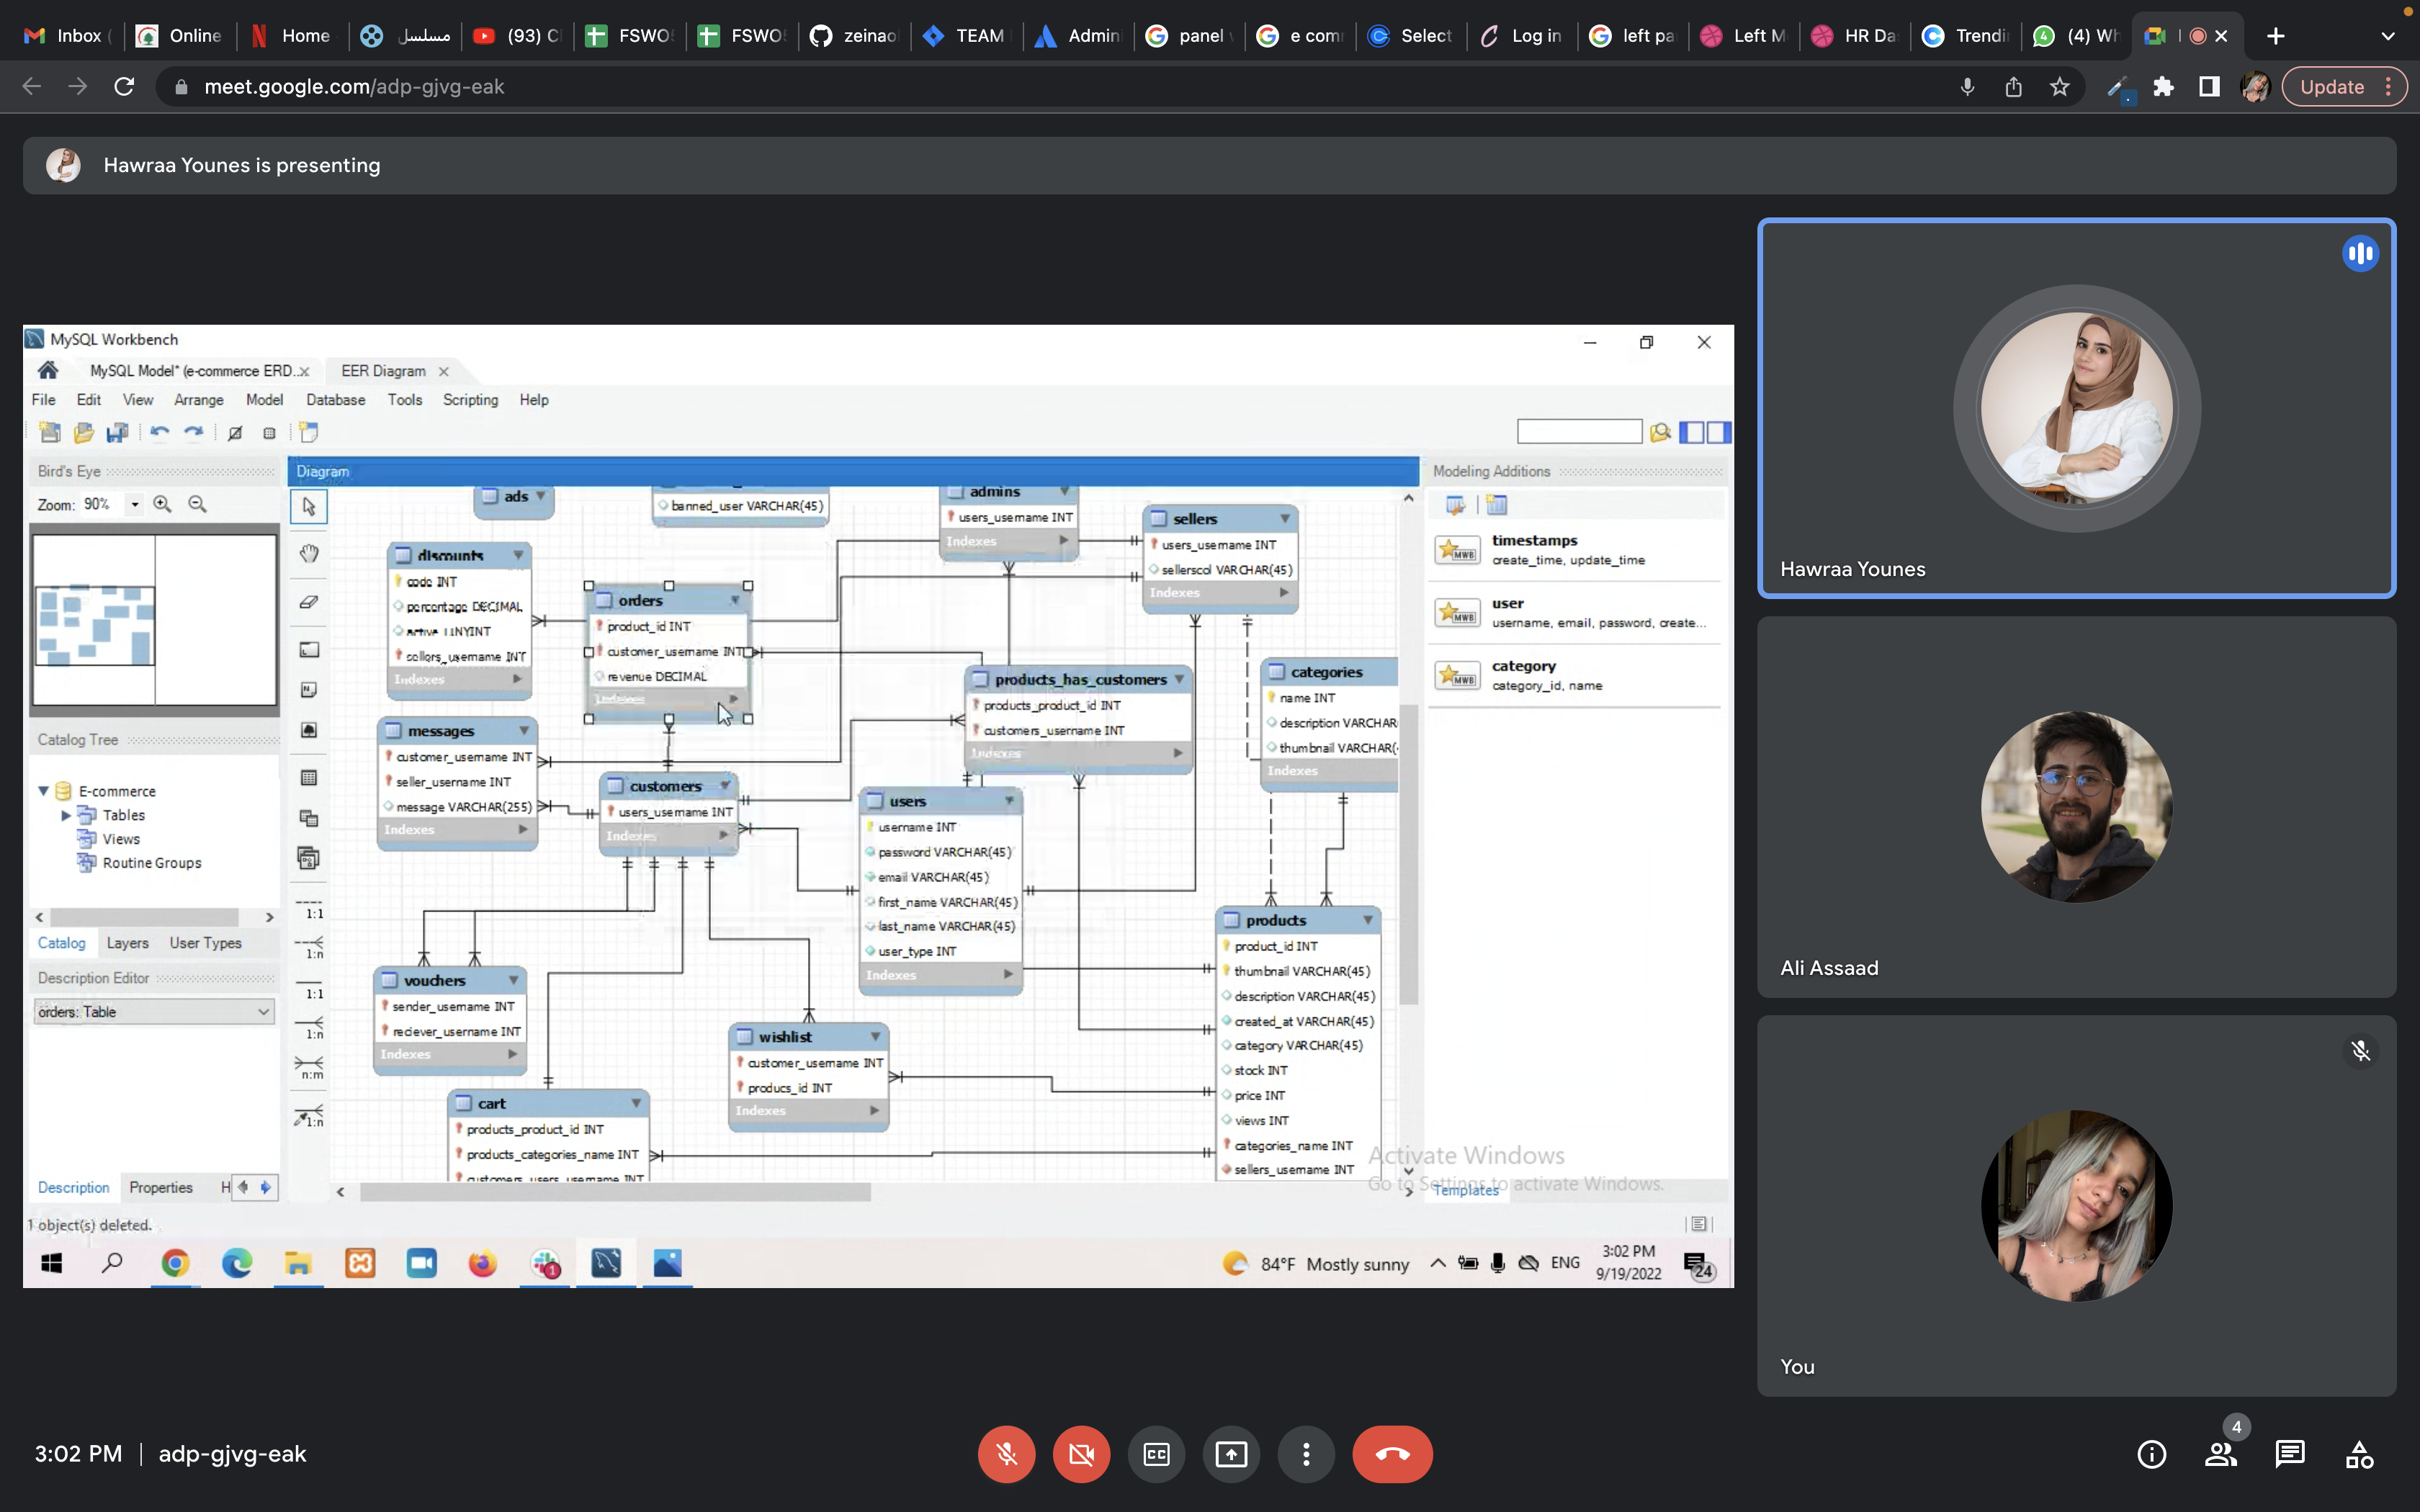 Inbox (
Online
Home
مسلسل
(93) C
FSWO
FSWO
zeinao
TEAM
Admin
panel
e com
Select
Log in
left pa
Left M
HR Da
Trendi
(4) Wh
meet.google.com/adp-gjvg-eak
Update
Hawraa Younes is presenting
MySQL Workbench
MySQL Model* (e-commerce ERD...
EER Diagram
File Edit View Arrange Model Database Tools Scripting Help
Bird's Eye
Zoom: 90%
Catalog Tree
E-commerce
Tables
Views
Routine Groups
Catalog Layers User Types
Description Editor
orders: Table
Description Properties H
1 object(s) deleted.
1:1
1:n
1:1
1:n
n:m
1:n
Diagram
ads
banned_user VARCHAR(45)
admins
users_username INT
Indexes
sellers
users_username INT
sellerscol VARCHAR(45)
Indexes
discounts
code INT
percentage DECIMAL
active TINYINT
sellers_username INT
Indexes
orders
product_id INT
customer_username INT
revenue DECIMAL
Indexes
products_has_customers
products_product_id INT
customers_username INT
Indexes
categories
name INT
description VARCHAR
thumbnail VARCHAR(
Indexes
messages
customer_username INT
seller_username INT
message VARCHAR(255)
Indexes
customers
users_username INT
Indexes
users
username INT
password VARCHAR(45)
email VARCHAR(45)
first_name VARCHAR(45)
last_name VARCHAR(45)
user_type INT
Indexes
products
product_id INT
thumbnail VARCHAR(45)
description VARCHAR(45)
created_at VARCHAR(45)
category VARCHAR(45)
stock INT
price INT
views INT
categories_name INT
sellers_username INT
vouchers
sender_username INT
reciever_username INT
Indexes
wishlist
customer_username INT
producs_id INT
Indexes
cart
products_product_id INT
products_categories_name INT
customers_users_username INT
Modeling Additions
timestamps
create_time, update_time
user
username, email, password, create...
category
category_id, name
Templates
Activate Windows
Go to Settings to activate Windows.
84°F Mostly sunny
ENG
3:02 PM
9/19/2022
24
1
Hawraa Younes
Ali Assaad
You
3:02 PM | adp-gjvg-eak
4